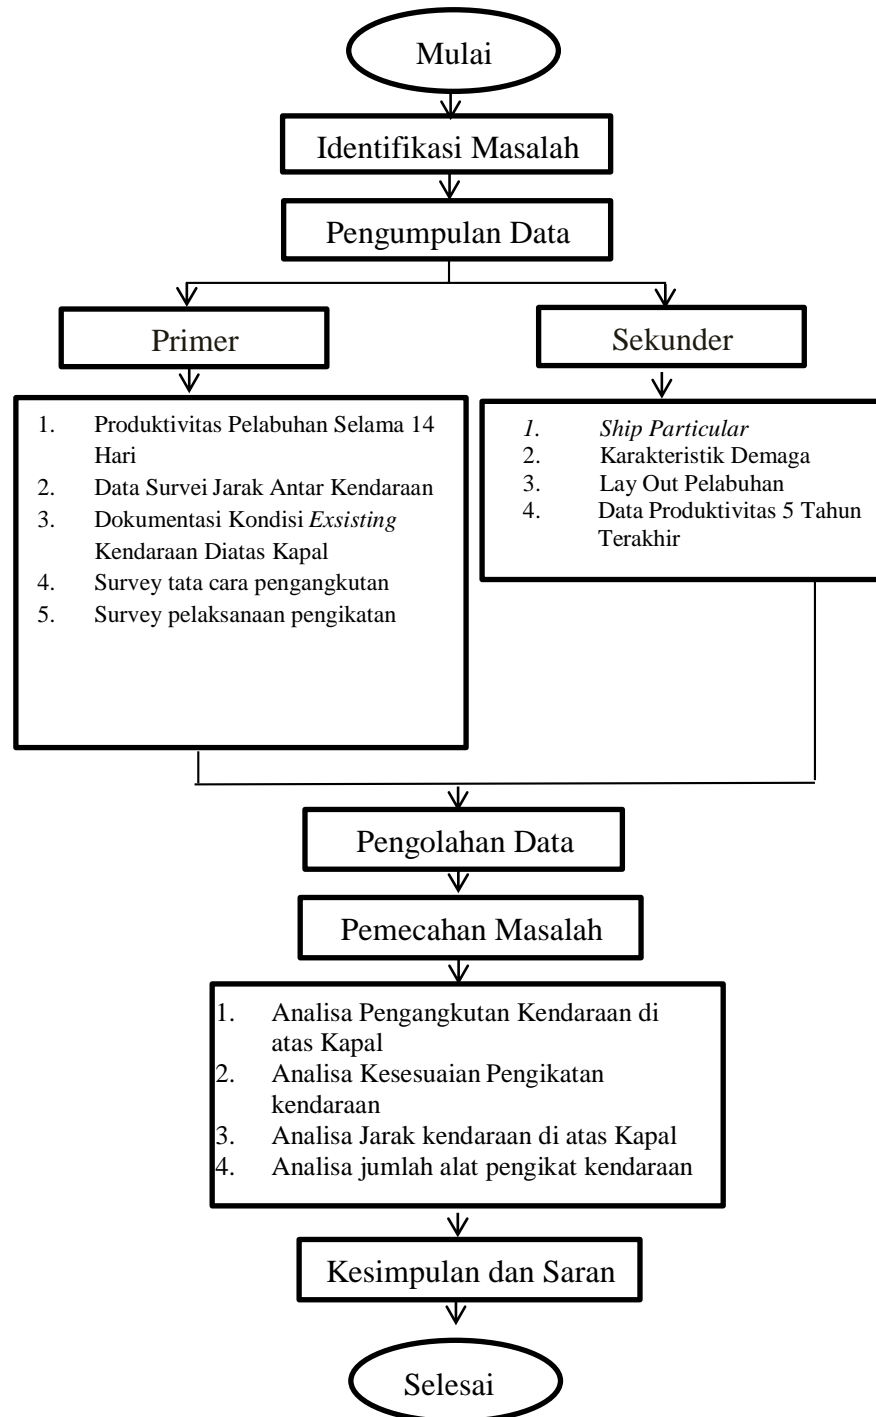 Mulai
Identifikasi Masalah
Pengumpulan Data
Primer
Sekunder
1. Produktivitas Pelabuhan Selama 14
Hari
2. Data Survei Jarak Antar Kendaraan
3. Dokumentasi Kondisi Exsisting
Kendaraan Diatas Kapal
4. Survey tata cara pengangkutan
5. Survey pelaksanaan pengikatan
1. Ship Particular
2. Karakteristik Demaga
3. Lay Out Pelabuhan
4. Data Produktivitas 5 Tahun
Terakhir
Pengolahan Data
Pemecahan Masalah
1. Analisa Pengangkutan Kendaraan di
atas Kapal
2. Analisa Kesesuaian Pengikatan
kendaraan
3. Analisa Jarak kendaraan di atas Kapal
4. Analisa jumlah alat pengikat kendaraan
Kesimpulan dan Saran
Selesai